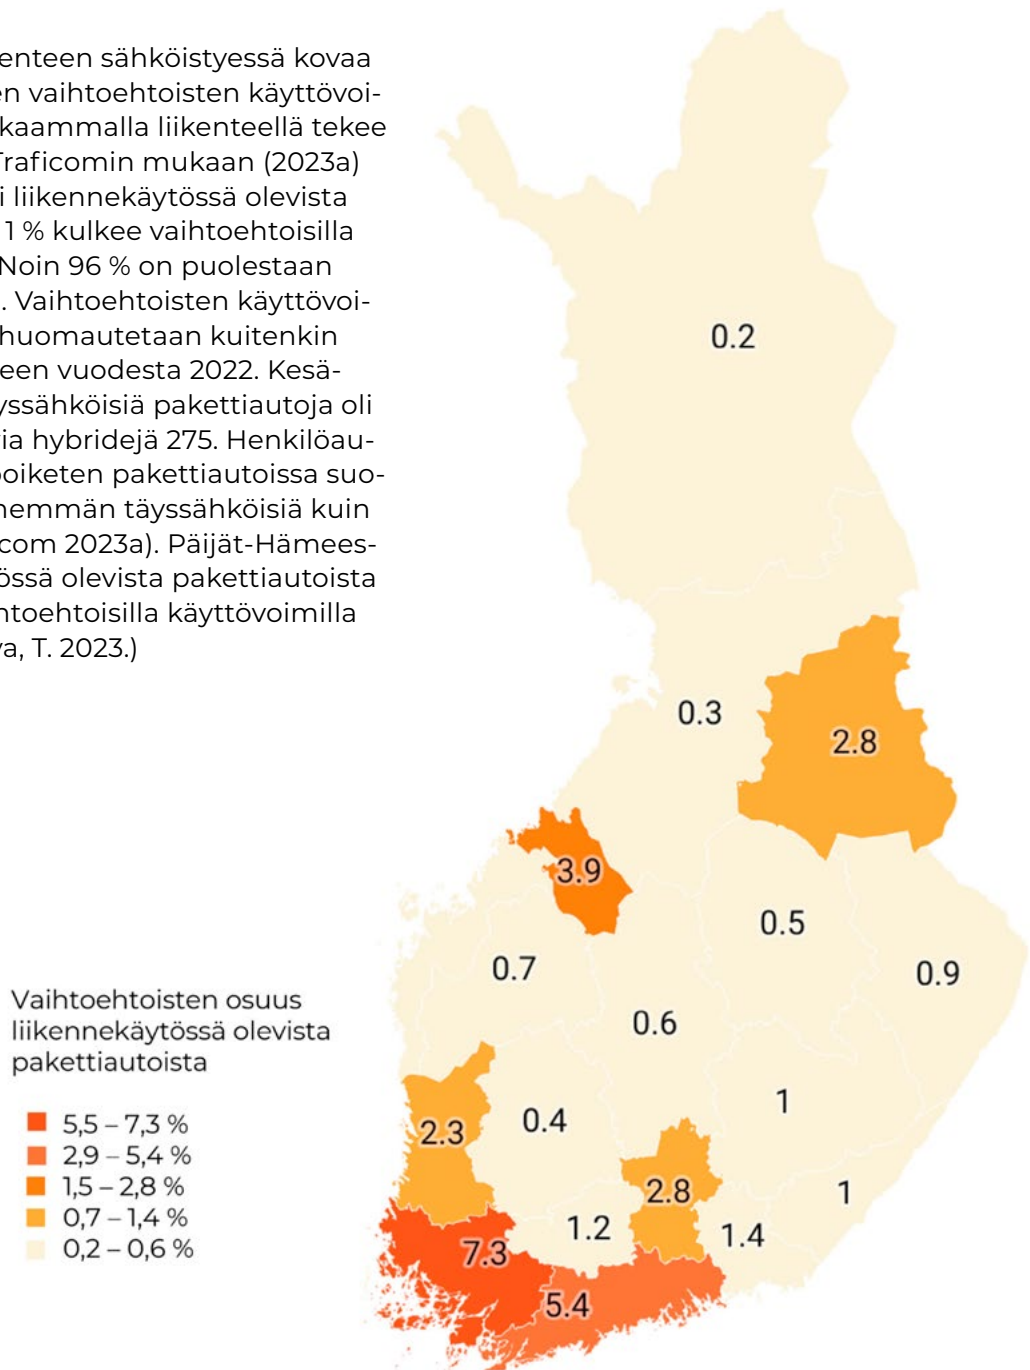 enteen sähköistyessä kovaa
en vaihtoehtoisten käyttövoi-
kaammalla liikenteellä tekee
Traficomin mukaan (2023a)
i liikennekäytössä olevista
1 % kulkee vaihtoehtoisilla
Noin 96 % on puolestaan
. Vaihtoehtoisten käyttövoi-
huomautetaan kuitenkin
een vuodesta 2022. Kesä-
yssähköisiä pakettiautoja oli
ria hybridejä 275. Henkilöau-
poiketen pakettiautoissa suo-
nemmän täyssähköisiä kuin
com 2023a). Päijät-Hämees-
össä olevista pakettiautoista
htoehtoisilla käyttövoimilla
va, T. 2023.)
0.2
0.3
2.8
3.9
0.5
0.7
0.9
0.6
Vaihtoehtoisten osuus
liikennekäytössä olevista
pakettiautoista
5,5 – 7,3 %
2,9 – 5,4 %
1,5 – 2,8 %
0,7 – 1,4 %
0,2 – 0,6 %
1
0.4
2.3
2.8
1
1.2
1.4
7.3
5.4